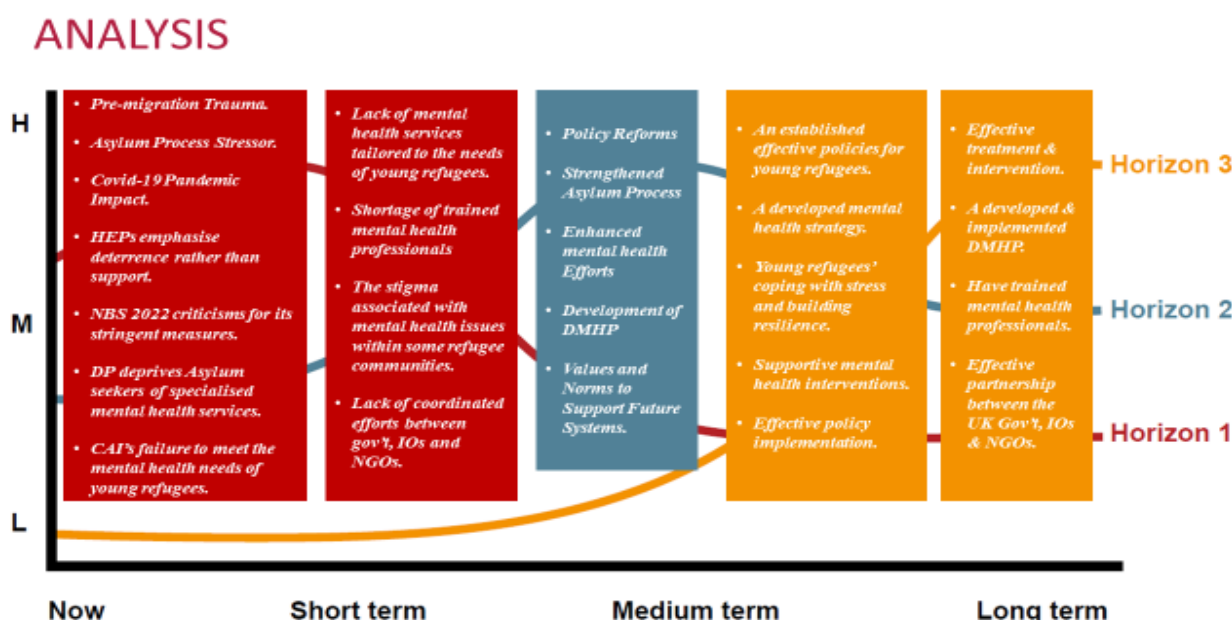 ANALYSIS
H
M
L
• Pre-migration Trauma.
• Asylum Process Stressor.
• Covid-19 Pandemic
Impact.
• HEPs emphasise
deterrence rather than
support.
• NBS 2022 criticisms for its
stringent measures.
• DP deprives Asylum
seekers of specialised
mental health services.
• CAI's failure to meet the
mental health needs of
young refugees.
• Lack of mental
health services
tailored to the needs
of young refugees.
• Shortage of trained
mental health
professionals
• The stigma
associated with
mental health issues
within some refugee
communities.
• Lack of coordinated
efforts between
gov't, IOs and
NGOs.
• Policy Reforms
• Strengthened
Asylum Process
• Enhanced
mental health
Efforts
• Development of
DMHP
• Values and
Norms to
Support Future
Systems.
• An established
effective policies for
young refugees.
• A developed mental
health strategy.
• Young refugees'
coping with stress
and building
resilience.
• Supportive mental
health interventions.
• Effective policy
implementation.
• Effective
treatment &
intervention.
• A developed &
implemented
DMHP.
• Have trained
mental health
professionals.
• Effective
partnership
between the
UK Gov't, IOs
& NGOs.
Horizon 3
Horizon 2
Horizon 1
Now
Short term
Medium term
Long term